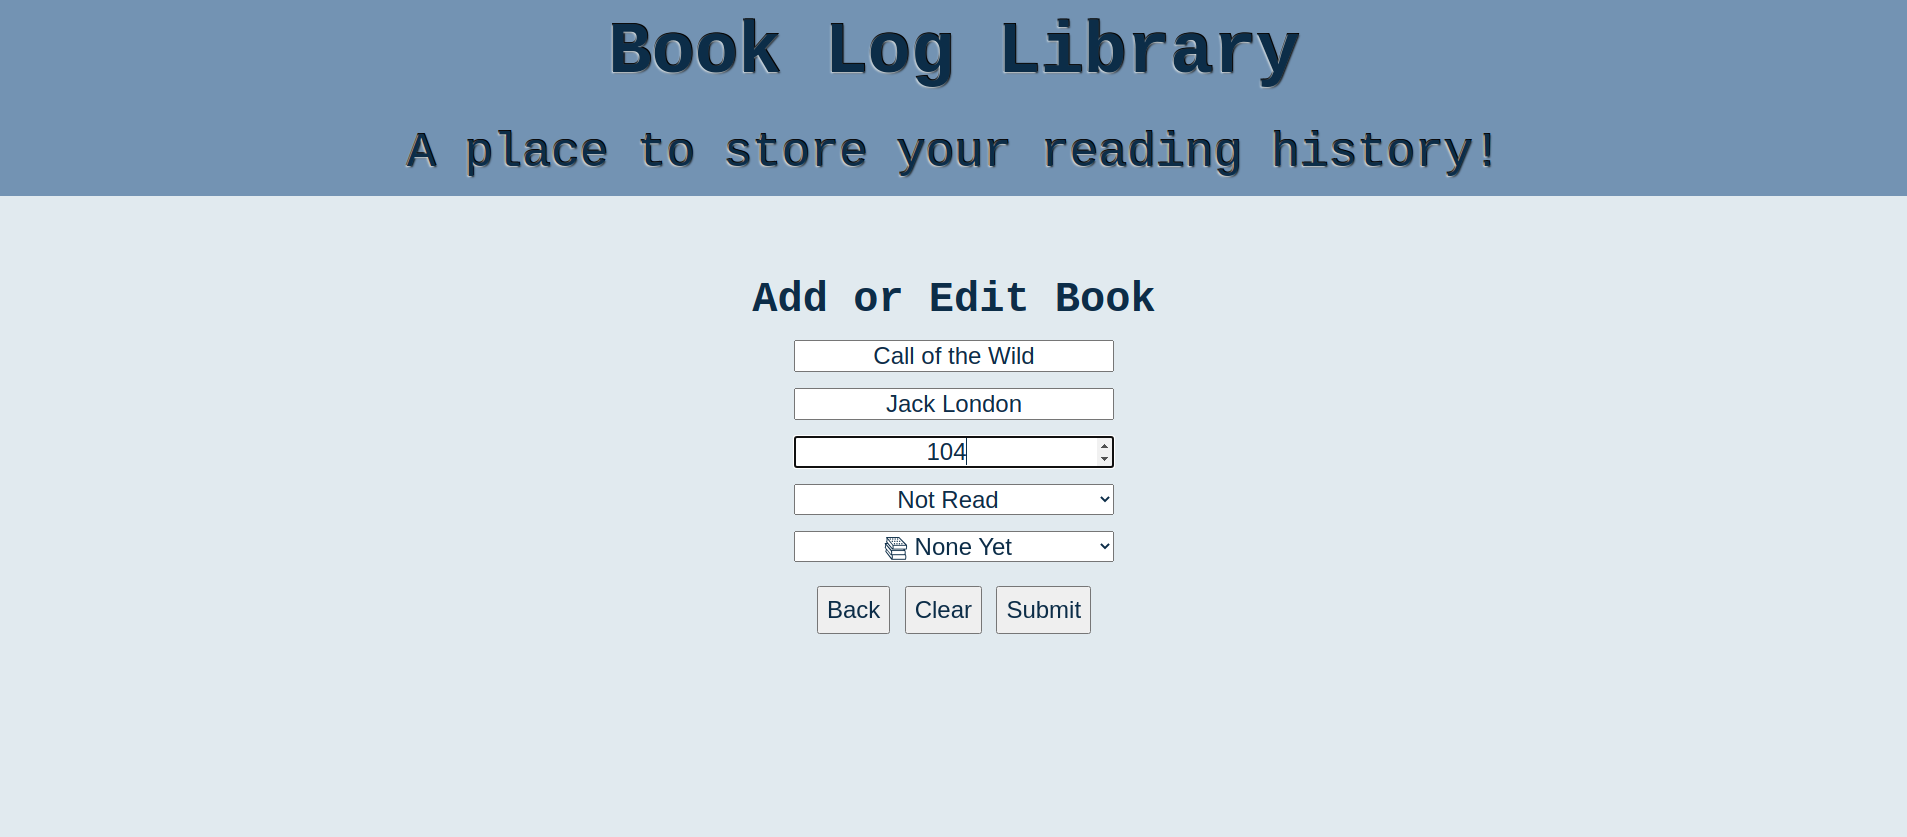 Book Log Library
A place to store your reading history!
Add or Edit Book
Call of the Wild
Jack London
104
Not Read
📚 None Yet
Back Clear Submit